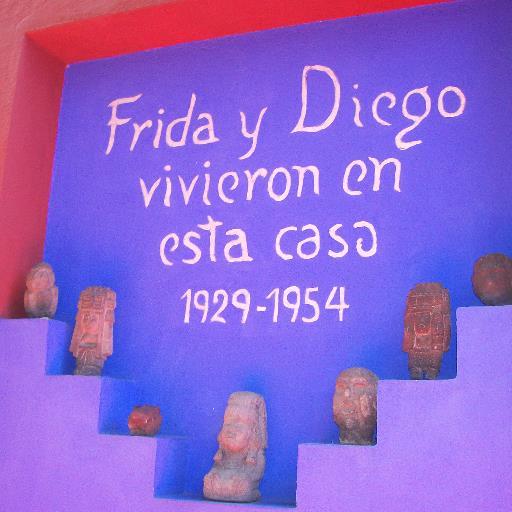 Frida y Diego
vivieron en
esta casa
1929-1954